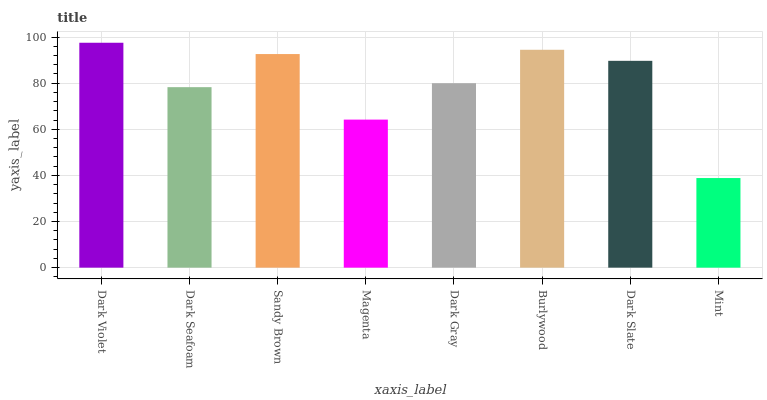 title
100
80
60
40
20
0
yaxis_label
Dark Violet
Dark Seafoam
Sandy Brown
Magenta
Dark Gray
Burlywood
Dark Slate
Mint
xaxis_label